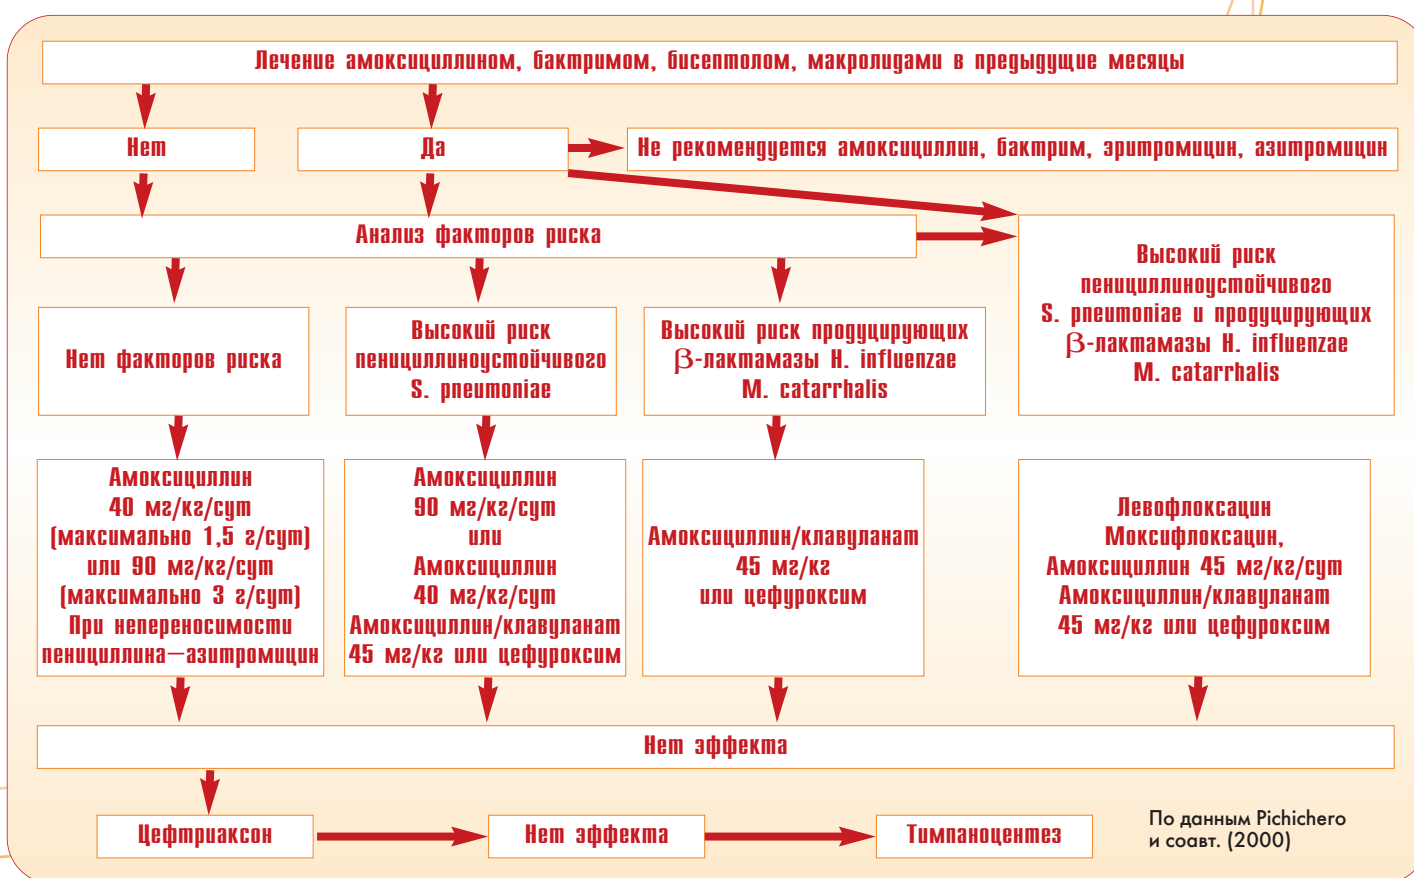 Лечение амоксициллином, бактримом, бисептолом, макролидами в предыдущие месяцы
Нет
Да
Не рекомендуется амоксициллин, бактрим, эритромицин, азитромицин
Анализ факторов риска
Высокий риск
пенициллиноустойчивого
S. pneumoniae и продуцирующих
β-лактамазы H. influenzae
M. catarrhalis
Нет факторов риска
Высокий риск
пенициллиноустойчивого
S. pneumoniae
Высокий риск продуцирующих
β-лактамазы H. influenzae
M. catarrhalis
Амоксициллин
40 мг/кг/сут
(максимально 1,5 г/сут)
или 90 мг/кг/сут
(максимально 3 г/сут)
При непереносимости
пенициллина—азитромицин
Амоксициллин
90 мг/кг/сут
или
Амоксициллин
40 мг/кг/сут
Амоксициллин/клавуланат
45 мг/кг или цефуроксим
Амоксициллин/клавуланат
45 мг/кг
или цефуроксим
Левофлоксацин
Моксифлоксацин,
Амоксициллин 45 мг/кг/сут
Амоксициллин/клавуланат
45 мг/кг или цефуроксим
Нет эффекта
Цефтриаксон
Нет эффекта
Тимпаноцентез
По данным Pichichero
и соавт. (2000)